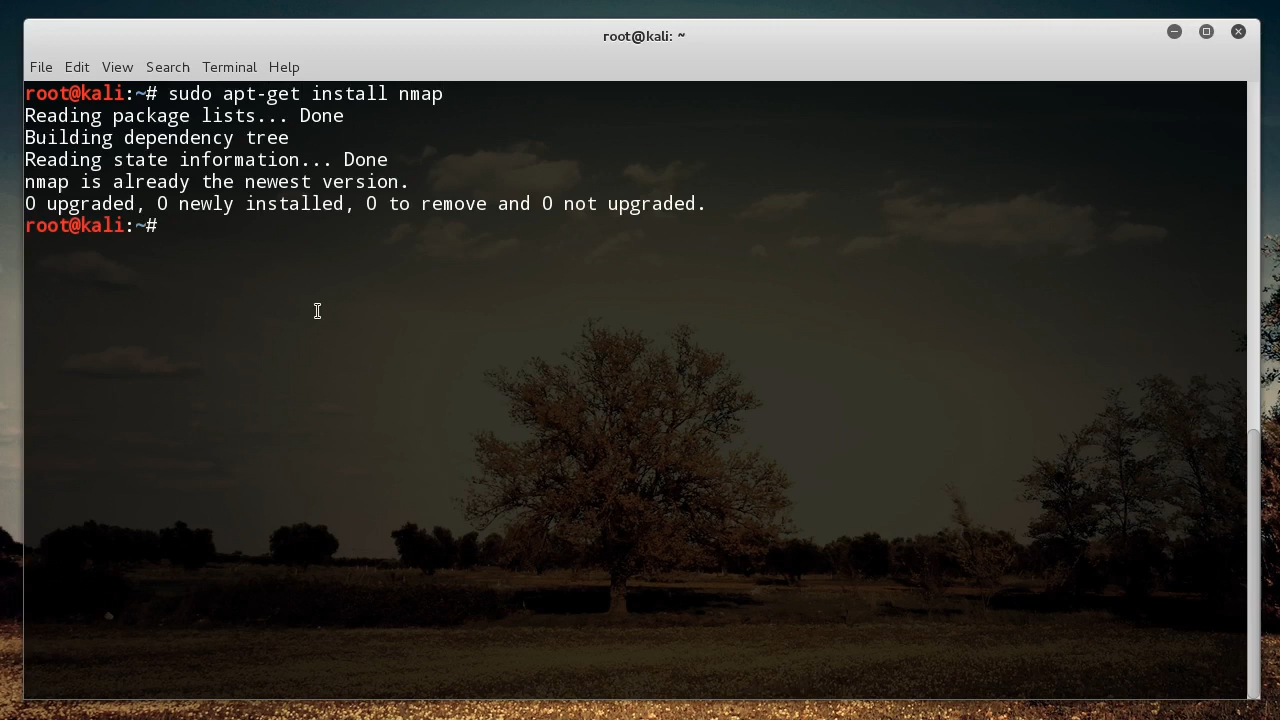 root@kali: ~
File Edit View Search Terminal Help
root@kali:~# sudo apt-get install nmap
Reading package lists... Done
Building dependency tree
Reading state information... Done
nmap is already the newest version.
0 upgraded, 0 newly installed, 0 to remove and 0 not upgraded.
root@kali:~#